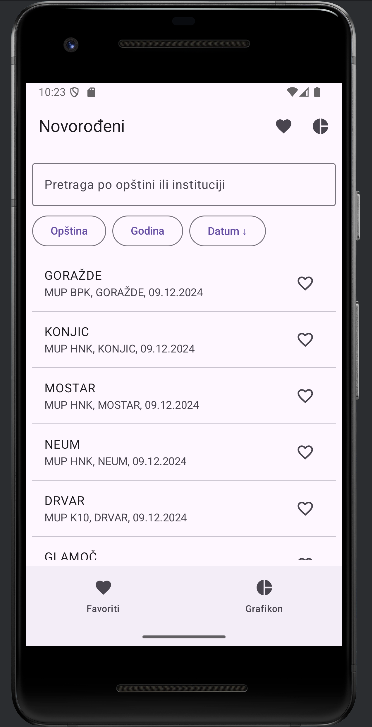 10:23
Novorođeni
Pretraga po opštini ili instituciji
Opština
Godina
Datum ↓
GORAŽDE
MUP BPK, GORAŽDE, 09.12.2024
KONJIC
MUP HNK, KONJIC, 09.12.2024
MOSTAR
MUP HNK, MOSTAR, 09.12.2024
NEUM
MUP HNK, NEUM, 09.12.2024
DRVAR
MUP K10, DRVAR, 09.12.2024
GLAMOČ
Favoriti
Grafikon